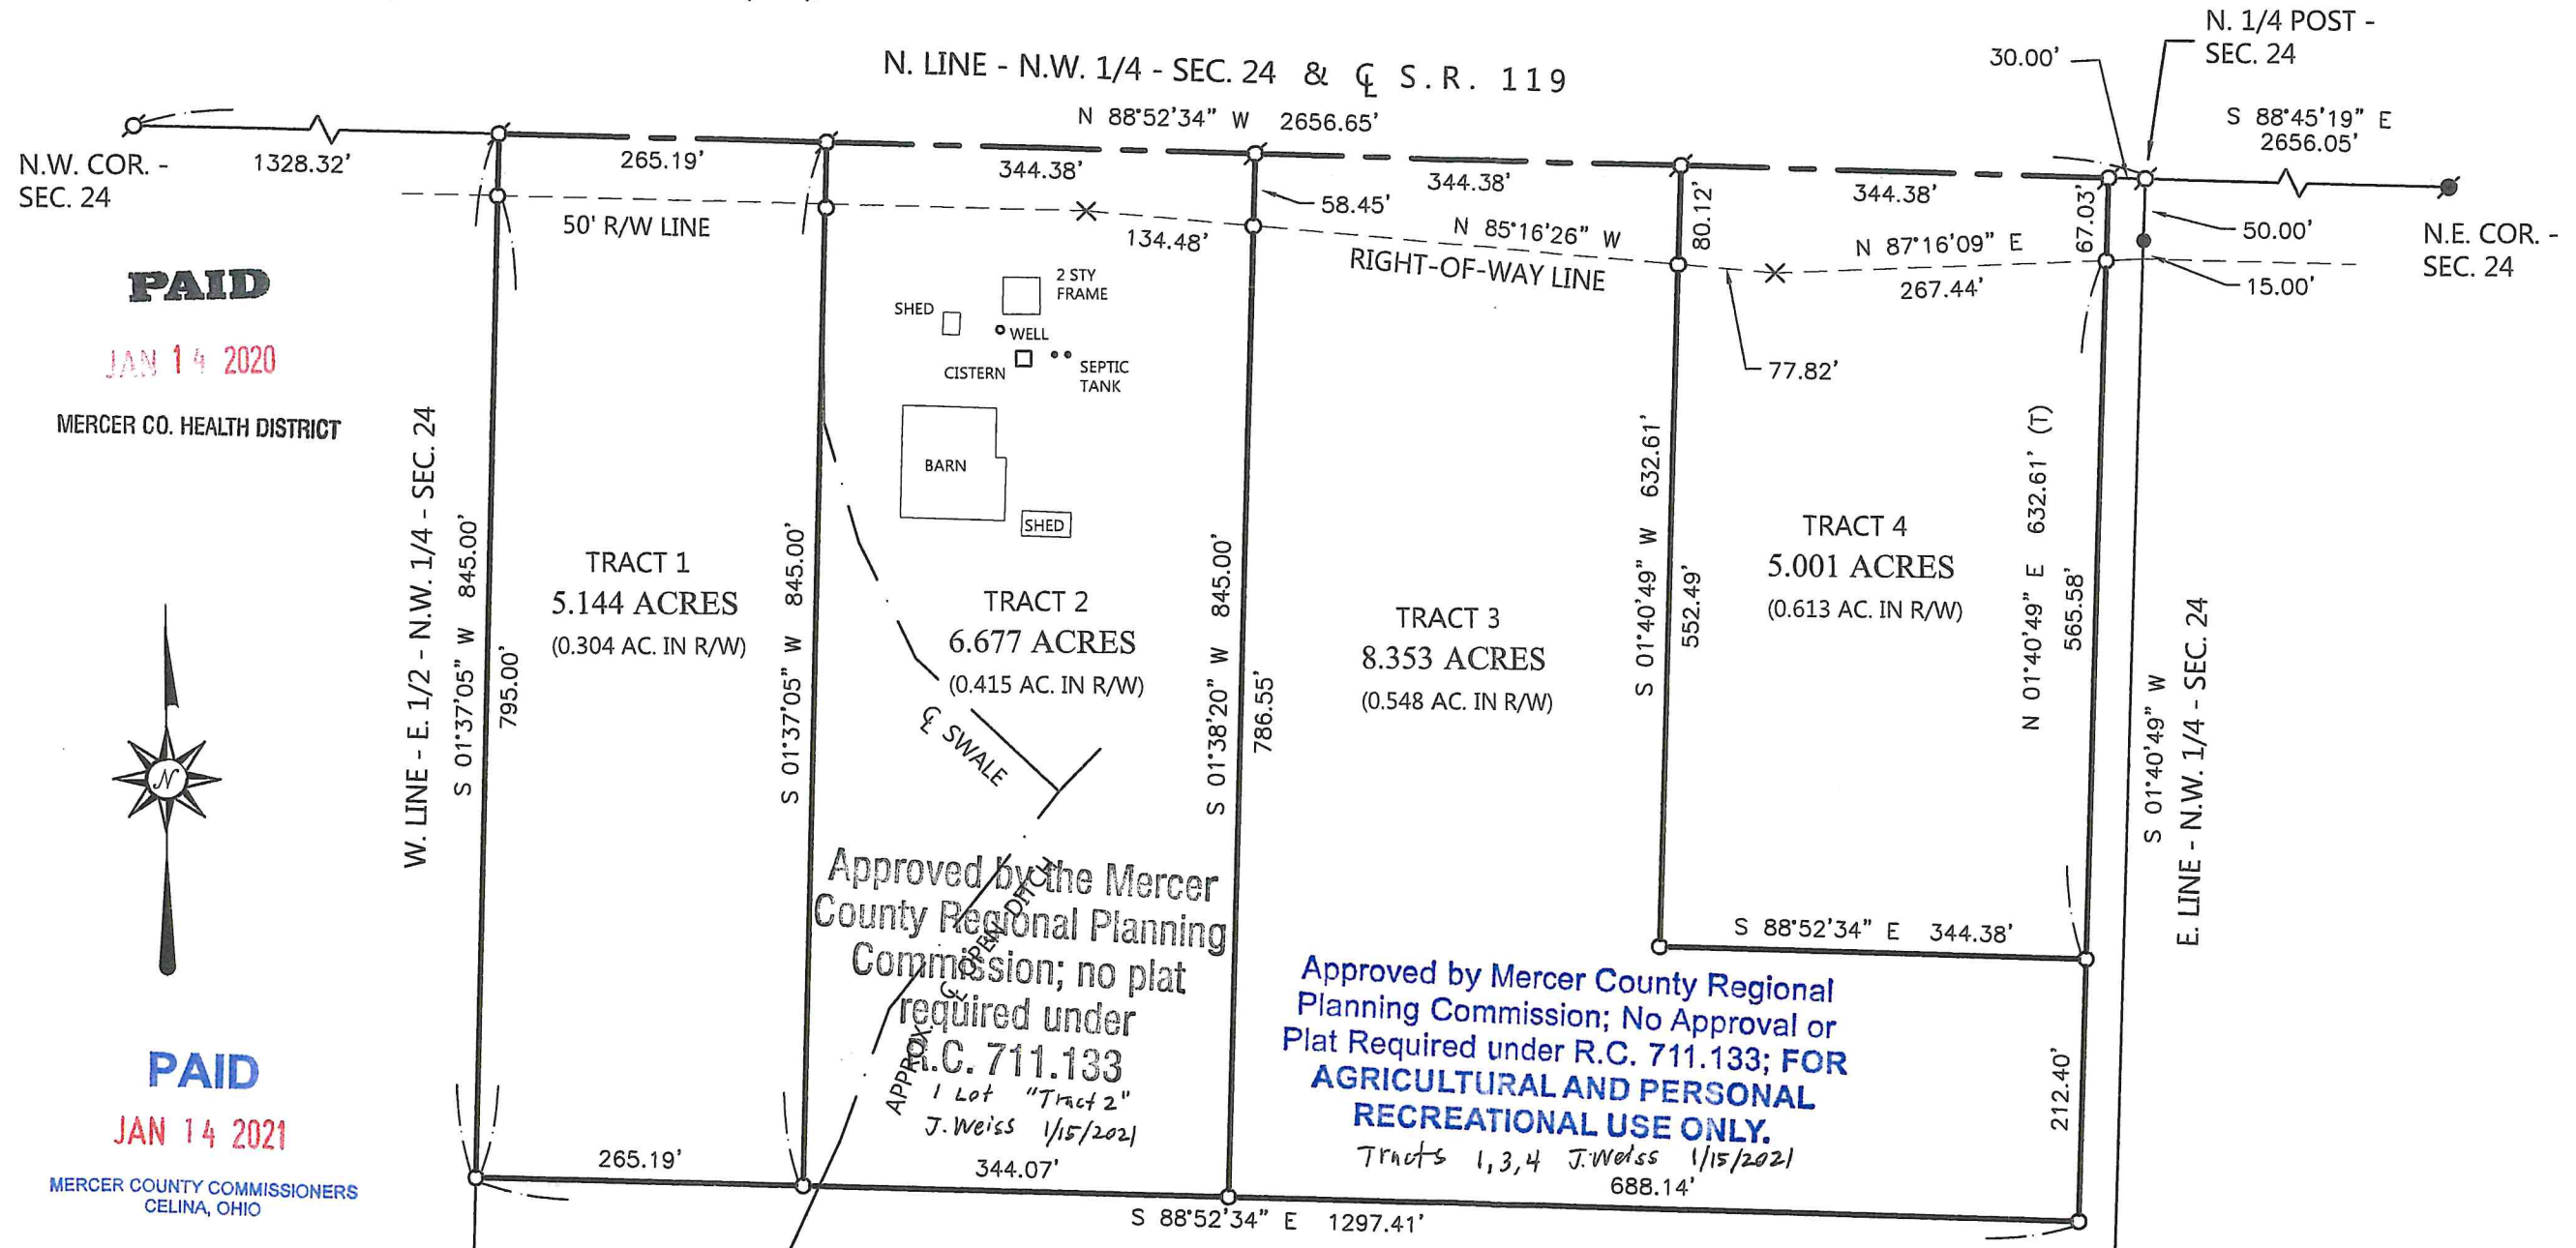 N. LINE - N.W. 1/4 - SEC. 24 & ℄ S.R. 119
N 88°52'34" W 2656.65'
N. 1/4 POST -
SEC. 24
30.00'
S 88°45'19" E
2656.05'
N.W. COR. -
SEC. 24
1328.32'
265.19'
344.38'
344.38'
344.38'
N.E. COR. -
SEC. 24
50' R/W LINE
134.48'
58.45'
N 85°16'26" W
RIGHT-OF-WAY LINE
80.12'
N 87°16'09" E
267.44'
77.82'
67.03'
50.00'
15.00'
PAID
JAN 14 2020
MERCER CO. HEALTH DISTRICT
2 STY
FRAME
SHED
WELL
CISTERN
SEPTIC
TANK
BARN
SHED
W. LINE - E. 1/2 - N.W. 1/4 - SEC. 24
S 01°37'05" W 845.00'
795.00'
TRACT 1
5.144 ACRES
(0.304 AC. IN R/W)
S 01°37'05" W 845.00'
TRACT 2
6.677 ACRES
(0.415 AC. IN R/W)
℄ SWALE
S 01°38'20" W 845.00'
786.55'
TRACT 3
8.353 ACRES
(0.548 AC. IN R/W)
S 01°40'49" W 632.61'
552.49'
TRACT 4
5.001 ACRES
(0.613 AC. IN R/W)
N 01°40'49" E 632.61' (T)
565.58'
S 01°40'49" W
E. LINE - N.W. 1/4 - SEC. 24
S 88°52'34" E 344.38'
212.40'
N
APPROX. ℄ OPEN DITCH
Approved by the Mercer
County Regional Planning
Commission; no plat
required under
R.C. 711.133
1 Lot "Tract 2"
J. Weiss 1/15/2021
Approved by Mercer County Regional
Planning Commission; No Approval or
Plat Required under R.C. 711.133; FOR
AGRICULTURAL AND PERSONAL
RECREATIONAL USE ONLY.
Tracts 1,3,4 J. Weiss 1/15/2021
PAID
JAN 14 2021
MERCER COUNTY COMMISSIONERS
CELINA, OHIO
265.19'
344.07'
688.14'
S 88°52'34" E 1297.41'